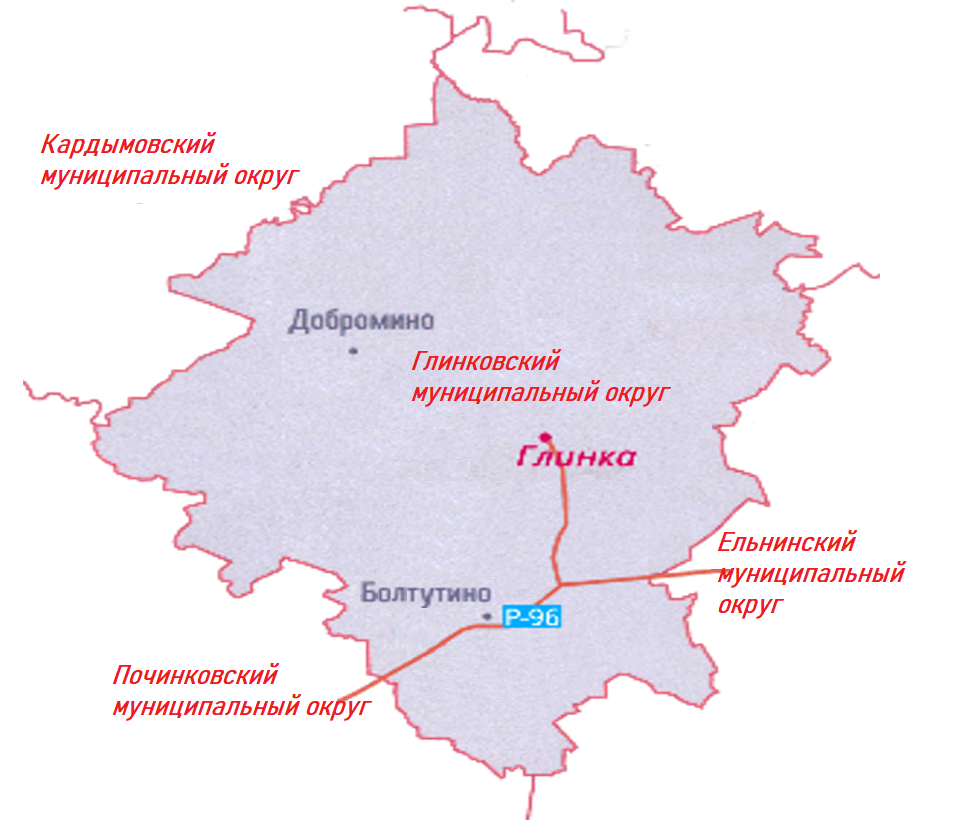 Кардымовский
муниципальный округ
Добромино
Глинковский
муниципальный округ
Глинка
Ельнинский
муниципальный
округ
Болтутино
Р-96
Починковский
муниципальный округ